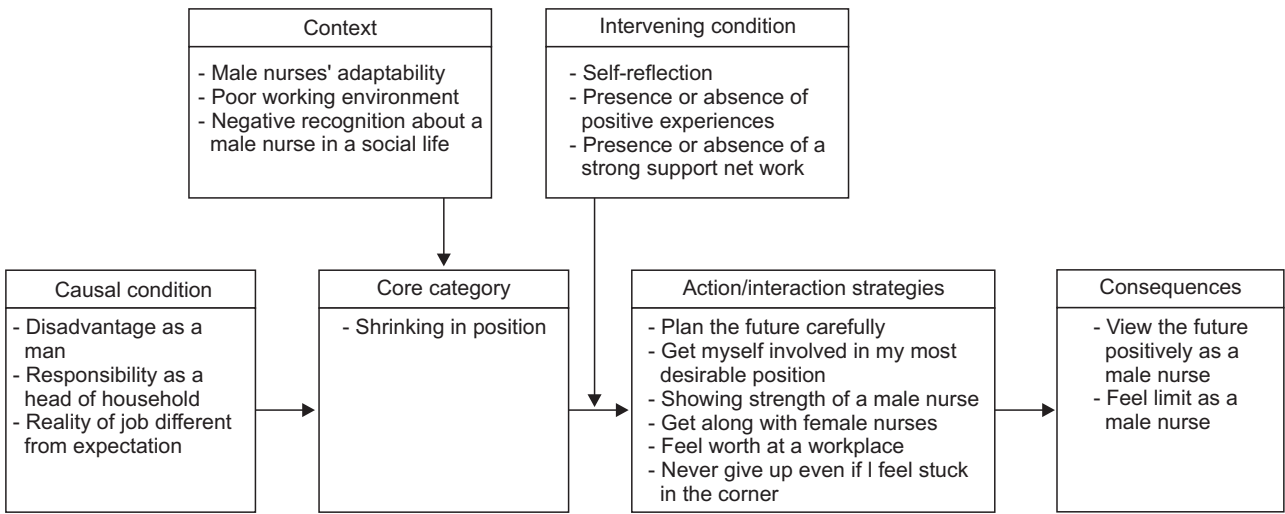 Context
- Male nurses' adaptability
- Poor working environment
- Negative recognition about a
male nurse in a social life
Intervening condition
- Self-reflection
- Presence or absence of
positive experiences
- Presence or absence of a
strong support net work
Causal condition
- Disadvantage as a
man
- Responsibility as a
head of household
- Reality of job different
from expectation
Core category
- Shrinking in position
Action/interaction strategies
- Plan the future carefully
- Get myself involved in my most
desirable position
- Showing strength of a male nurse
- Get along with female nurses
- Feel worth at a workplace
- Never give up even if I feel stuck
in the corner
Consequences
- View the future
positively as a
male nurse
- Feel limit as a
male nurse